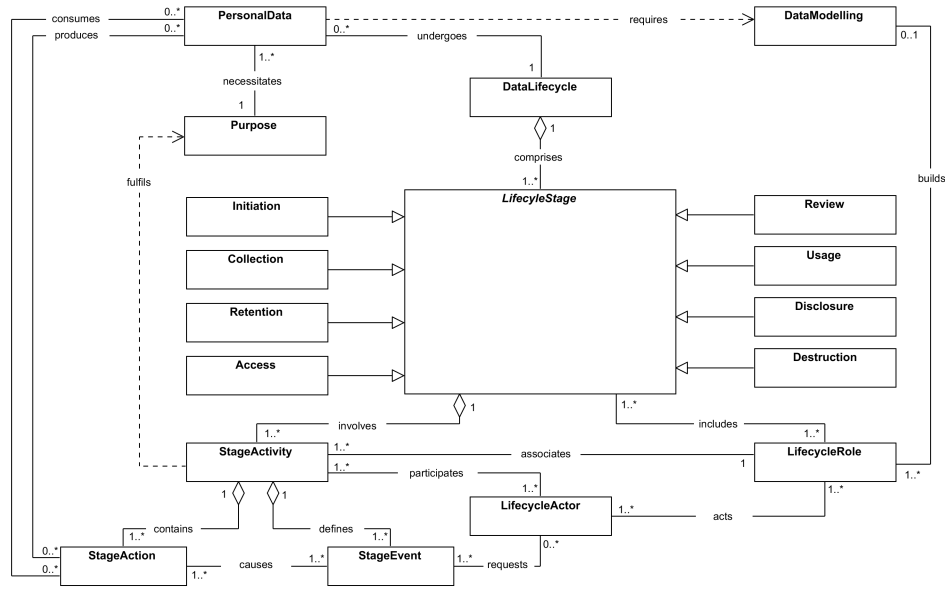 consumes 0..* PersonalData requires DataModelling
produces 0..* 0..* undergoes 0..1
1..* 1
necessitates DataLifecycle
1 1
Purpose
comprises
fulfils 1..* builds
LifecyleStage
Initiation Review
Collection Usage
Retention Disclosure
Access Destruction
1 1..*
involves includes
1..* 1..*
StageActivity 1..* associates 1 LifecycleRole
1..* participates 1..* 1..*
1 1 1..* LifecycleActor 1..* acts
contains defines
1..* 1..* 0..*
0..* StageAction causes 1..* StageEvent 1..* requests
0..* 1..*